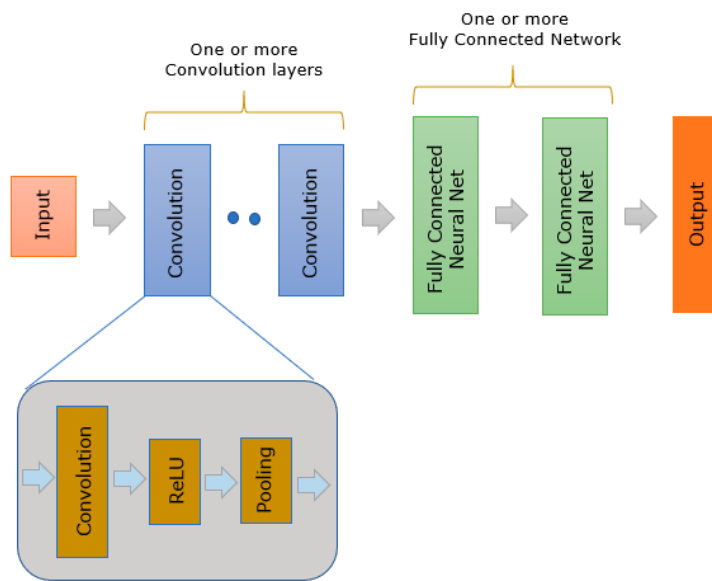 One or more
Convolution layers
One or more
Fully Connected Network
Input
Convolution
Convolution
Fully Connected
Neural Net
Fully Connected
Neural Net
Output
Convolution
ReLU
Pooling